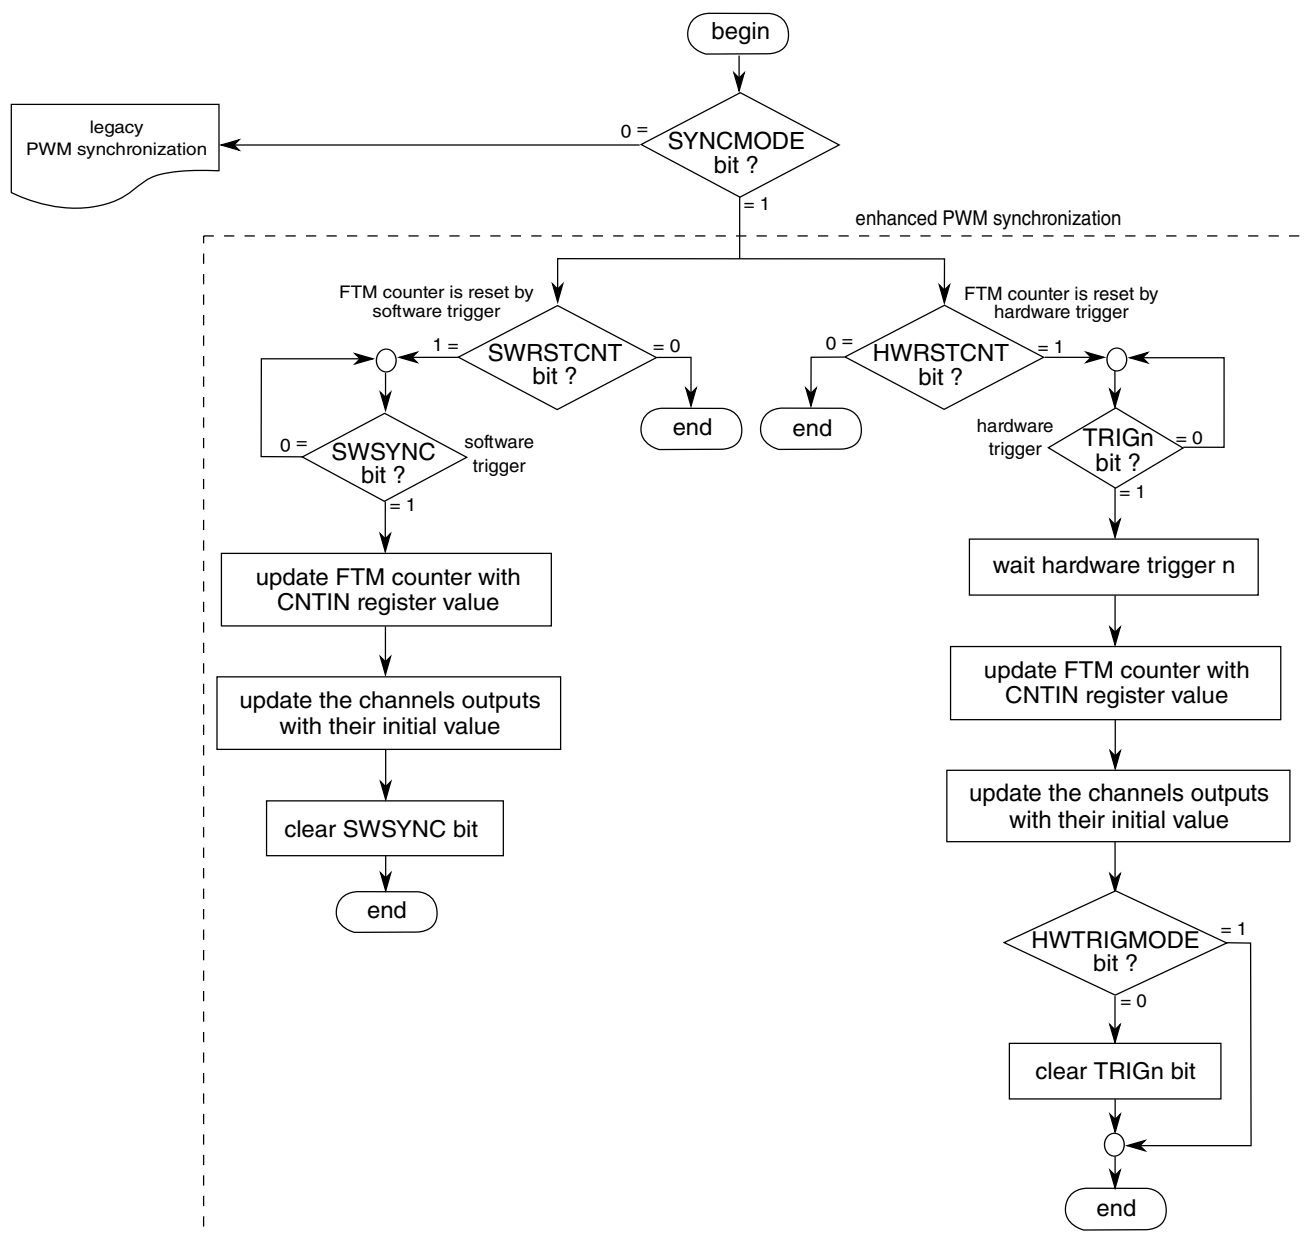 begin
legacy
PWM synchronization
0 =
SYNCMODE
bit ?
= 1
enhanced PWM synchronization
FTM counter is reset by
software trigger
FTM counter is reset by
hardware trigger
1 =
SWRSTCNT
bit ?
= 0
0 =
HWRSTCNT
bit ?
= 1
end
end
0 =
SWSYNC
bit ?
software
trigger
= 1
hardware
trigger
TRIGn
bit ?
= 0
= 1
update FTM counter with
CNTIN register value
update the channels outputs
with their initial value
clear SWSYNC bit
end
wait hardware trigger n
update FTM counter with
CNTIN register value
update the channels outputs
with their initial value
HWTRIGMODE
bit ?
= 1
= 0
clear TRIGn bit
end